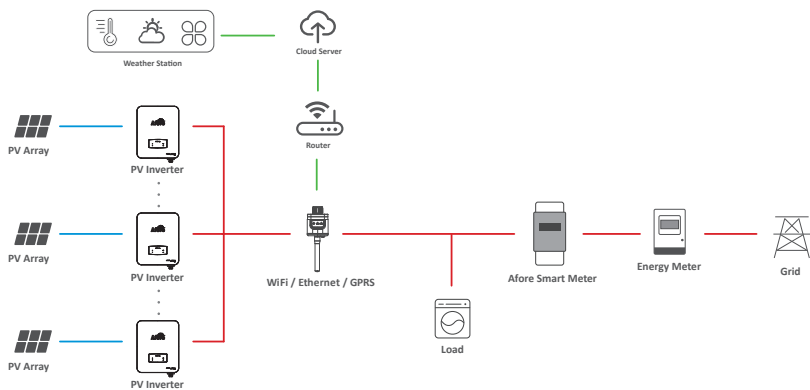 Weather Station
Cloud Server
Router
PV Array
PV Inverter
PV Array
PV Inverter
WiFi / Ethernet / GPRS
Afore Smart Meter
Energy Meter
Grid
Load
PV Array
PV Inverter